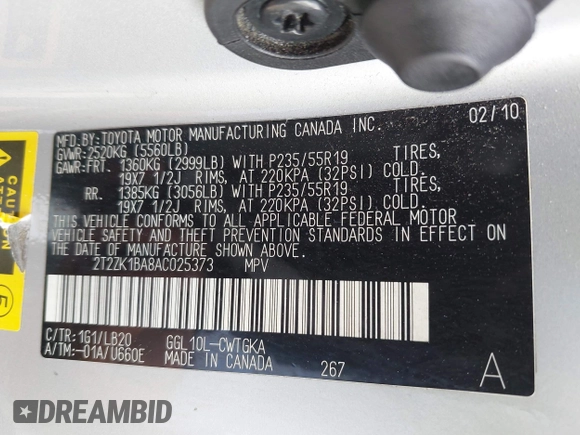 MFD.BY:TOYOTA MOTOR MANUFACTURING CANADA INC. 02/10
GVWR:2520KG (5560LB)
GAWR:FRT. 1360KG (2999LB) WITH P235/55R19 TIRES,
19X7 1/2J RIMS, AT 220KPA (32PSI) COLD.
RR. 1385KG (3056LB) WITH P235/55R19 TIRES,
19X7 1/2J RIMS, AT 220KPA (32PSI) COLD.
THIS VEHICLE CONFORMS TO ALL APPLICABLE FEDERAL MOTOR
VEHICLE SAFETY AND THEFT PREVENTION STANDARDS IN EFFECT ON
THE DATE OF MANUFACTURE SHOWN ABOVE.
2T2ZK1BA8AC025373 MPV
C/TR:1G1/LB20 GGL10L-CWTGKA
A/TM:-01A/U660E MADE IN CANADA 267 A
DREAMBID